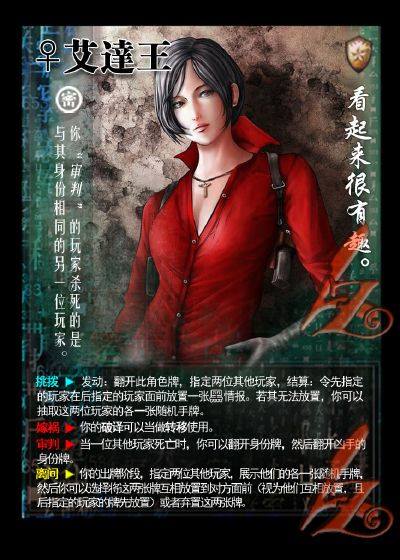 ♀艾達王
看起来很有趣。
密
你“审判”的玩家杀死的是
与其身份相同的另一位玩家。
挑拨 ▶ 发动：翻开此角色牌，指定两位其他玩家，结算：令先指定
的玩家在后指定的玩家面前放置一张情报。若其无法放置，你可以
抽取这两位玩家的各一张随机手牌。
嫁祸 ▶ 你的破译可以当做转移使用。
审判 ▶ 当一位其他玩家死亡时，你可以翻开身份牌，然后翻开凶手的
身份牌。
离间 ▶ 你的出牌阶段，指定两位其他玩家，展示他们的各一张随机手牌，
然后你可以选择将这两张牌互相放置到对方面前（视为他们互相放置，且
后指定的玩家的牌先放置）或者弃置这两张牌。